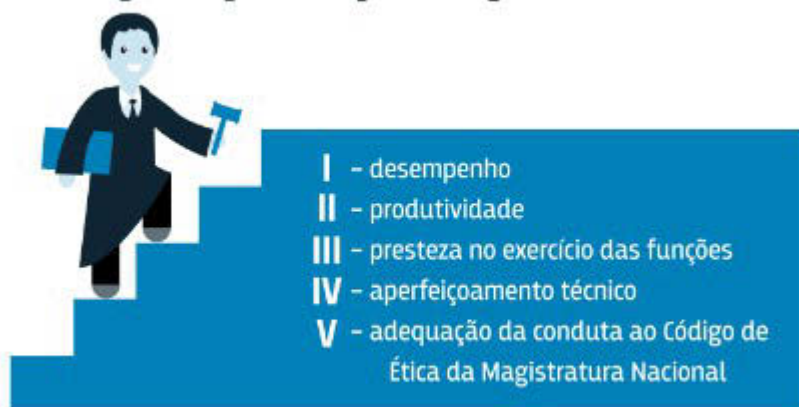 I - desempenho
II - produtividade
III - presteza no exercício das funções
IV - aperfeiçoamento técnico
V - adequação da conduta ao Código de
Ética da Magistratura Nacional